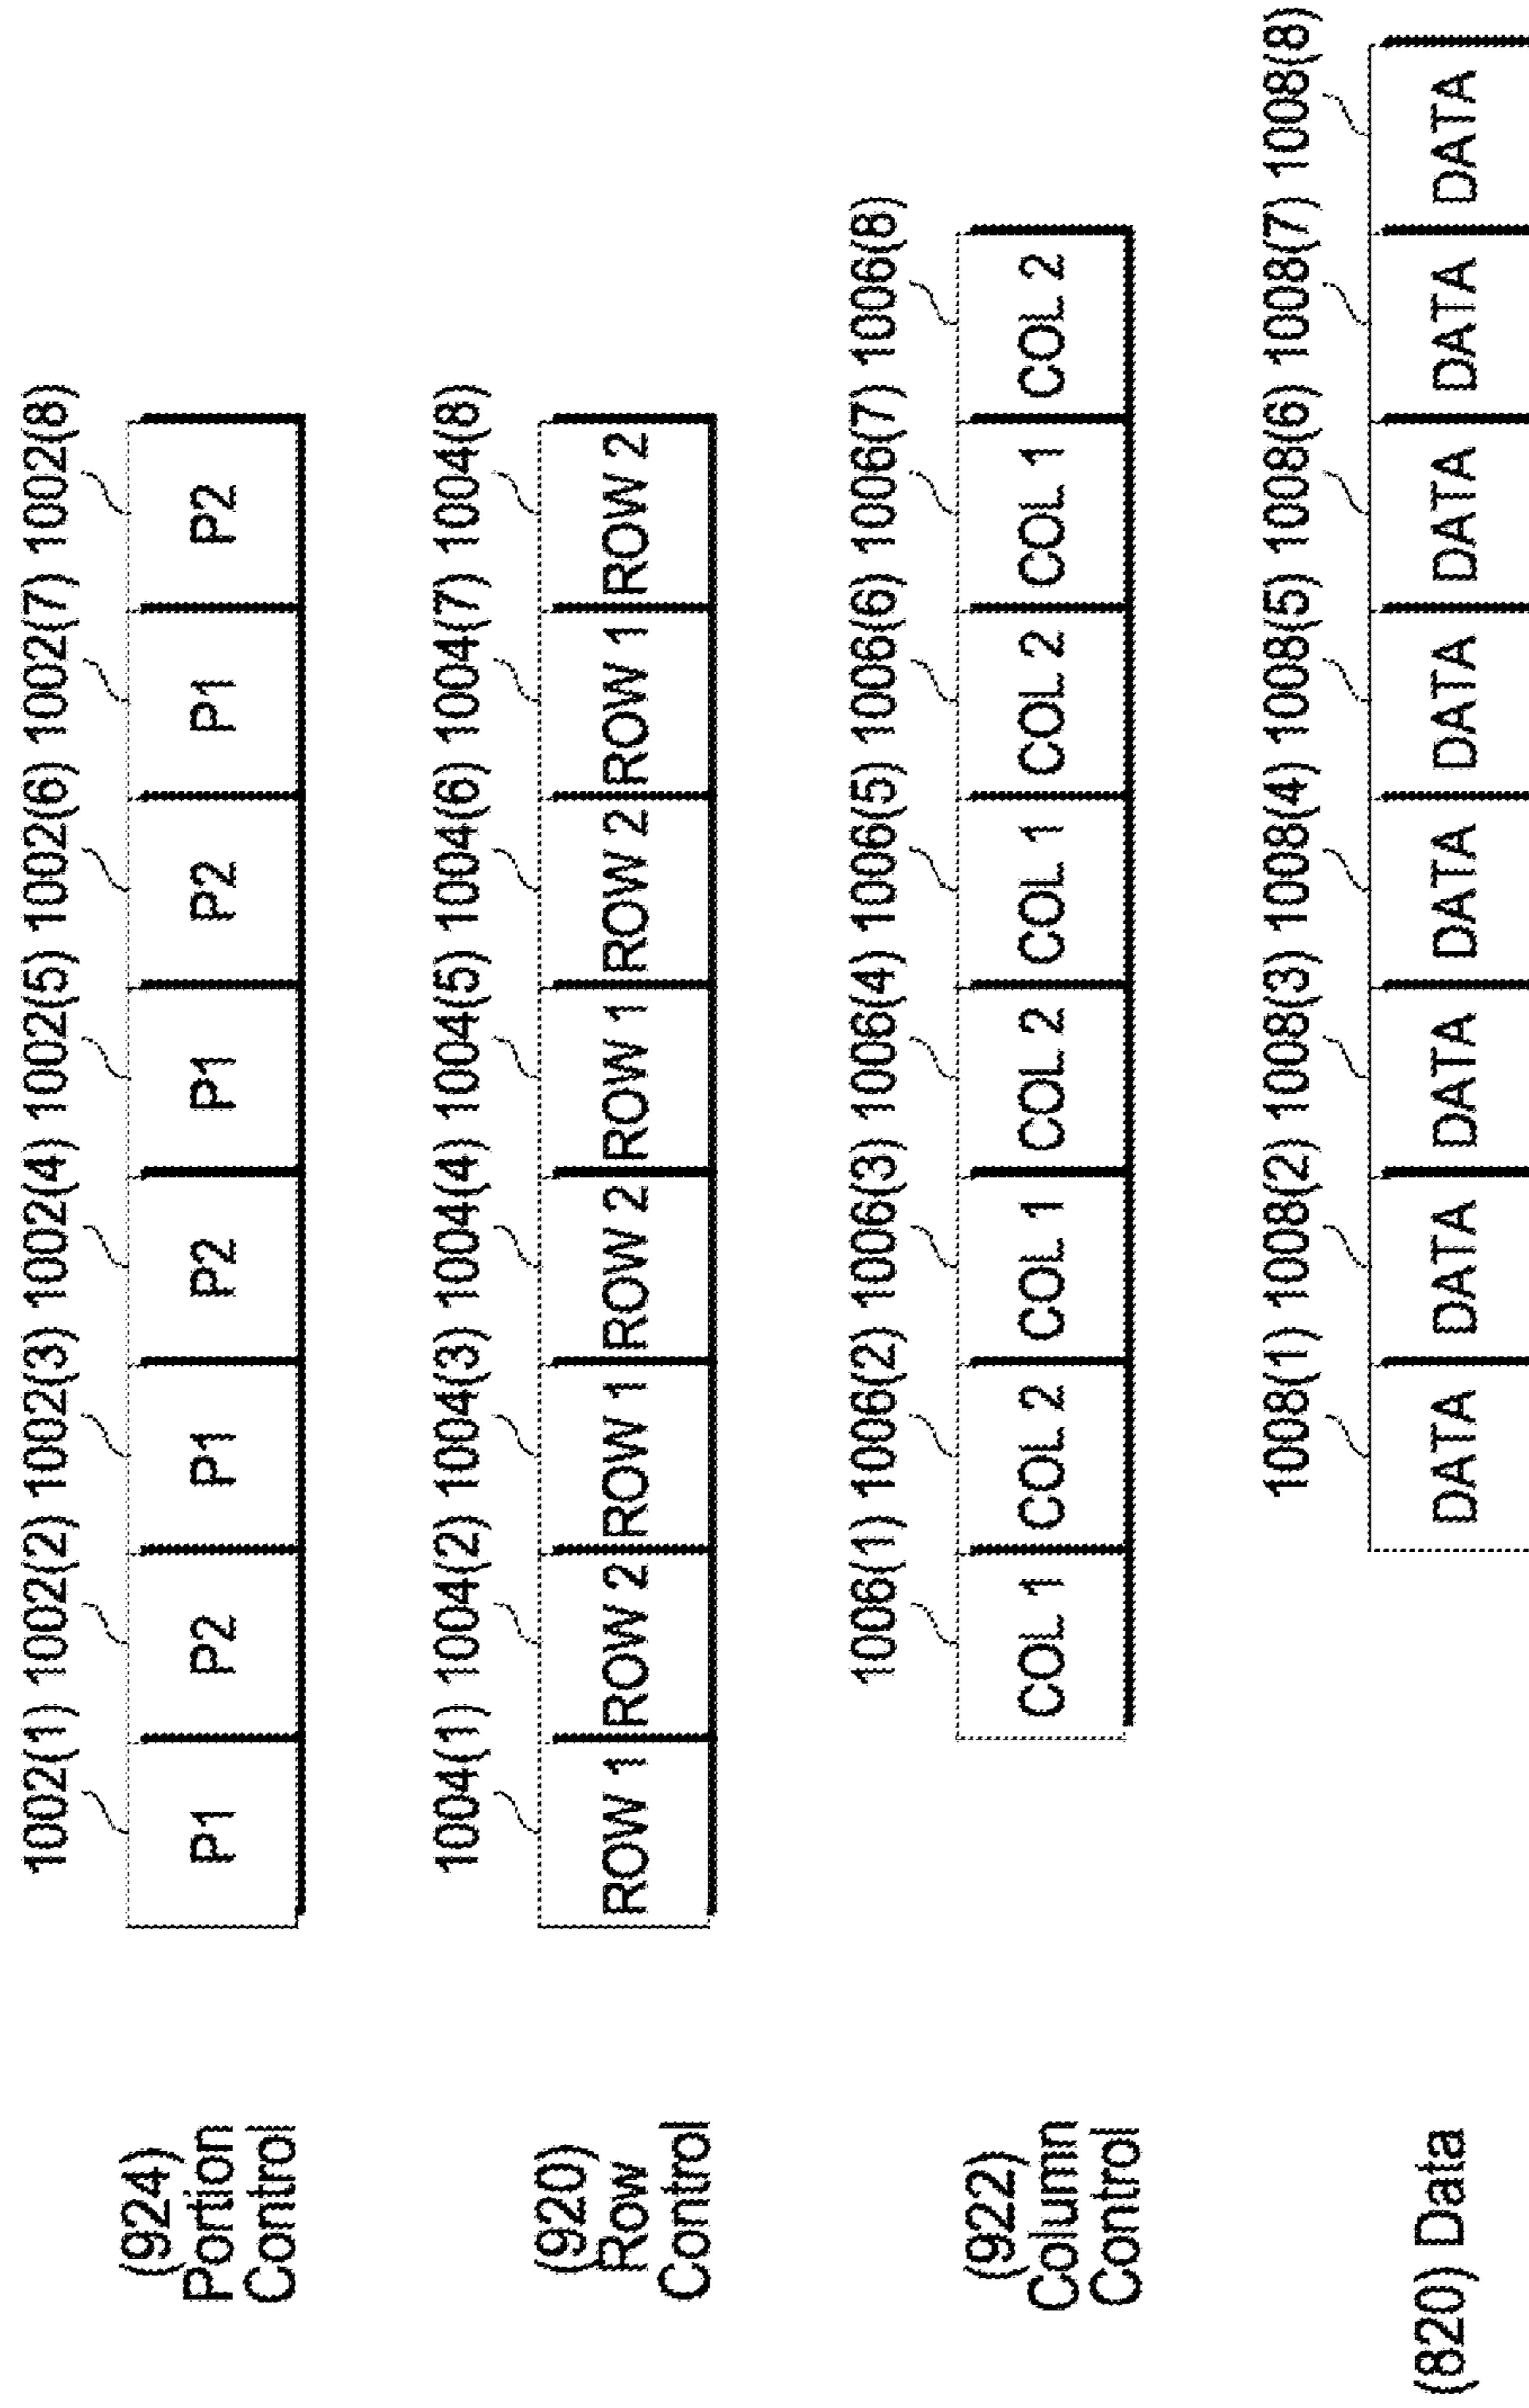 1002(1) 1002(2) 1002(3) 1002(4) 1002(5) 1002(6) 1002(7) 1002(8)
(924)
Portion
Control
P1 P2 P1 P2 P1 P2 P1 P2
1004(1) 1004(2) 1004(3) 1004(4) 1004(5) 1004(6) 1004(7) 1004(8)
(920)
Row
Control
ROW 1 ROW 2 ROW 1 ROW 2 ROW 1 ROW 2 ROW 1 ROW 2
1006(1) 1006(2) 1006(3) 1006(4) 1006(5) 1006(6) 1006(7) 1006(8)
(922)
Column
Control
COL 1 COL 2 COL 1 COL 2 COL 1 COL 2 COL 1 COL 2
1008(1) 1008(2) 1008(3) 1008(4) 1008(5) 1008(6) 1008(7) 1008(8)
(820) Data
DATA DATA DATA DATA DATA DATA DATA DATA